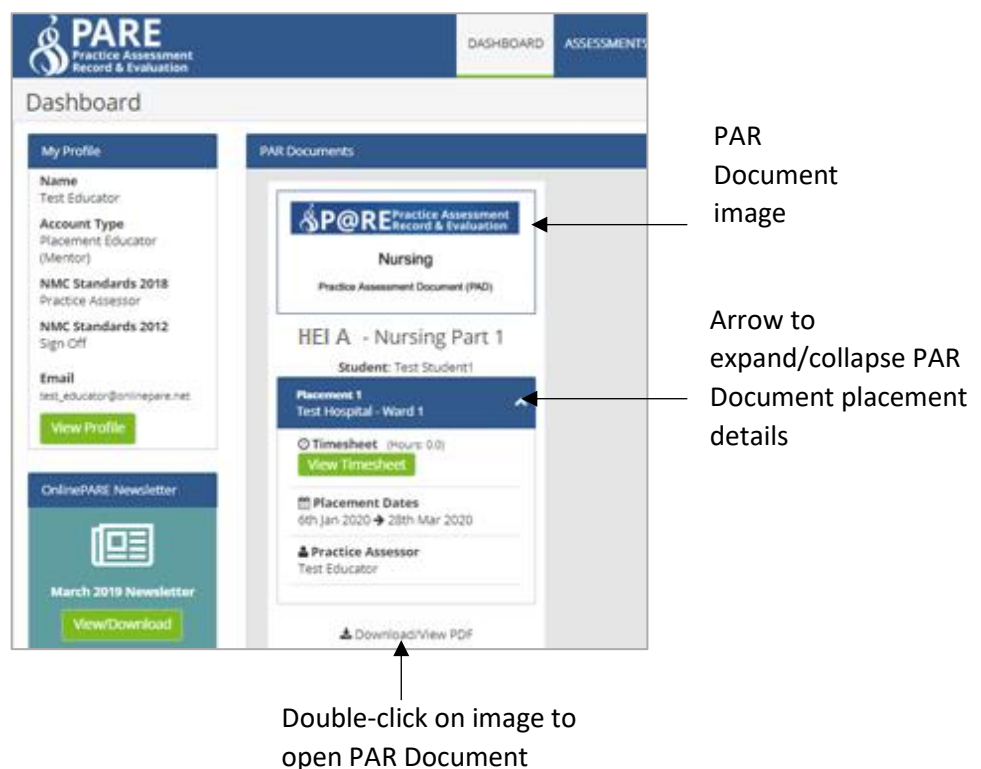 PARE
Practice Assessment
Record & Evaluation
DASHBOARD
ASSESSMENTS
Dashboard
My Profile
Name
Test Educator
Account Type
Placement Educator
(Mentor)
NMC Standards 2018
Practice Assessor
NMC Standards 2012
Sign Off
Email
test_educator@onlinepare.net
View Profile
OnlinePARE Newsletter
March 2019 Newsletter
View/Download
PAR Documents
P@RE Practice Assessment
Record & Evaluation
Nursing
Practice Assessment Document (PAD)
HEI A - Nursing Part 1
Student: Test Student1
Placement 1
Test Hospital - Ward 1
Timesheet (Hours: 0.0)
View Timesheet
Placement Dates
6th Jan 2020 → 28th Mar 2020
Practice Assessor
Test Educator
Download/View PDF
PAR
Document
image
Arrow to
expand/collapse PAR
Document placement
details
Double-click on image to
open PAR Document